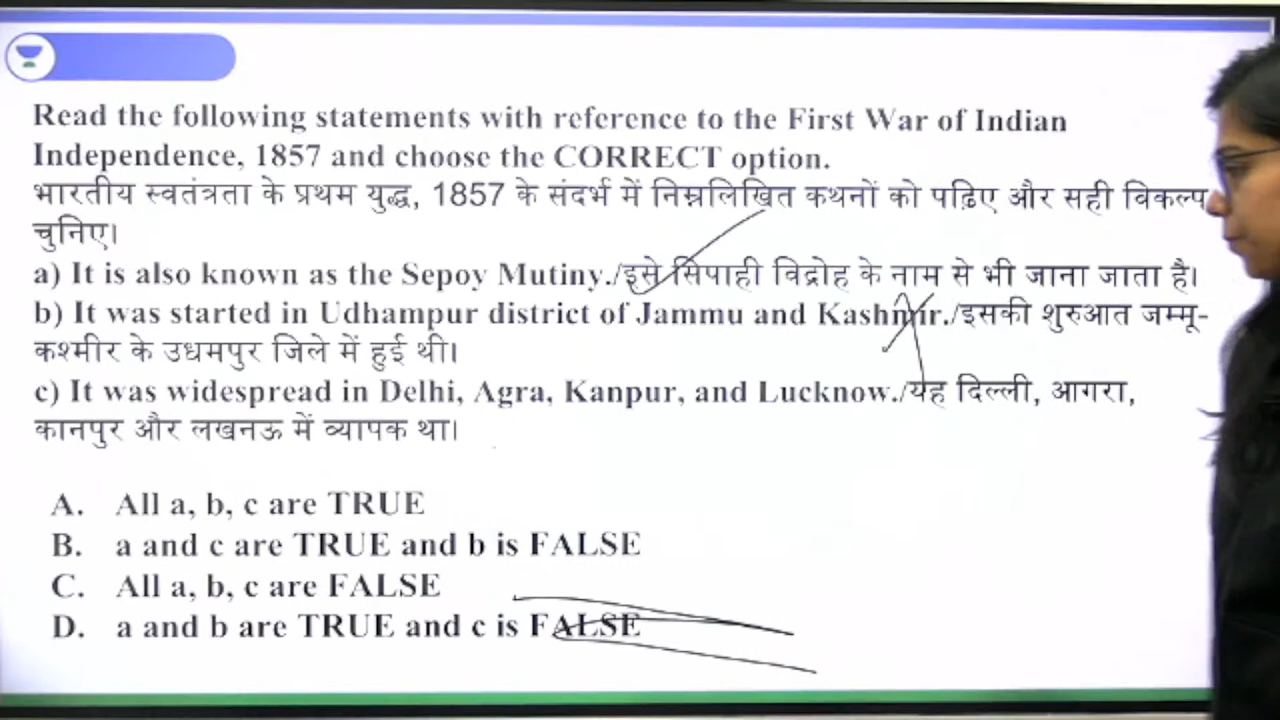 Read the following statements with reference to the First War of Indian
Independence, 1857 and choose the CORRECT option.
भारतीय स्वतंत्रता के प्रथम युद्ध, 1857 के संदर्भ में निम्नलिखित कथनों को पढ़िए और सही विकल्प
चुनिए।
a) It is also known as the Sepoy Mutiny./इसे सिपाही विद्रोह के नाम से भी जाना जाता है।
b) It was started in Udhampur district of Jammu and Kashmir./इसकी शुरुआत जम्मू-
कश्मीर के उधमपुर जिले में हुई थी।
c) It was widespread in Delhi, Agra, Kanpur, and Lucknow./यह दिल्ली, आगरा,
कानपुर और लखनऊ में व्यापक था।
A. All a, b, c are TRUE
B. a and c are TRUE and b is FALSE
C. All a, b, c are FALSE
D. a and b are TRUE and c is FALSE